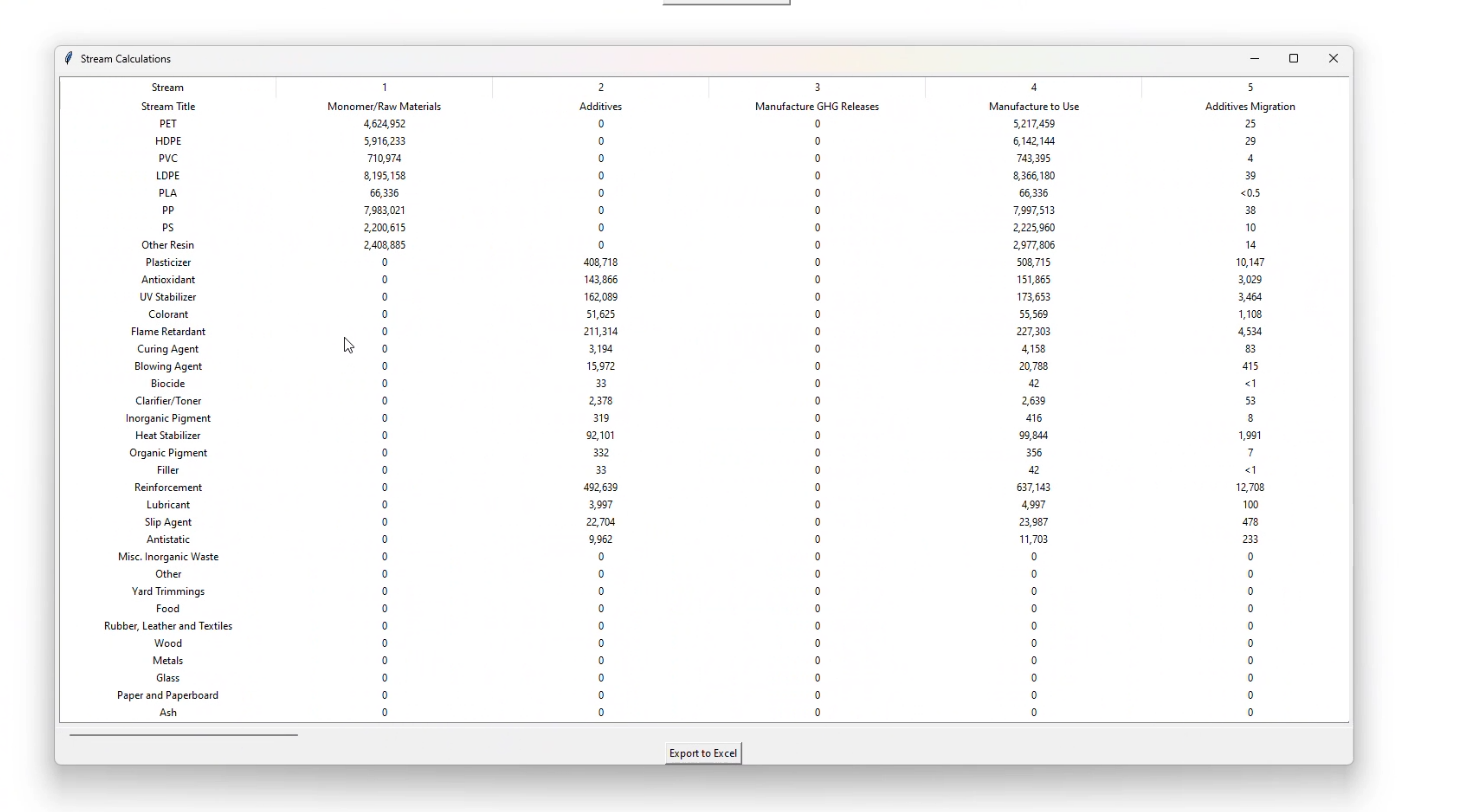 Stream Calculations
Stream 1 2 3 4 5
Stream Title Monomer/Raw Materials Additives Manufacture GHG Releases Manufacture to Use Additives Migration
PET 4,624,952 0 0 5,217,459 25
HDPE 5,916,233 0 0 6,142,144 29
PVC 710,974 0 0 743,395 4
LDPE 8,195,158 0 0 8,366,180 39
PLA 66,336 0 0 66,336 <0.5
PP 7,983,021 0 0 7,997,513 38
PS 2,200,615 0 0 2,225,960 10
Other Resin 2,408,885 0 0 2,977,806 14
Plasticizer 0 408,718 0 508,715 10,147
Antioxidant 0 143,866 0 151,865 3,029
UV Stabilizer 0 162,089 0 173,653 3,464
Colorant 0 51,625 0 55,569 1,108
Flame Retardant 0 211,314 0 227,303 4,534
Curing Agent 0 3,194 0 4,158 83
Blowing Agent 0 15,972 0 20,788 415
Biocide 0 33 0 42 <1
Clarifier/Toner 0 2,378 0 2,639 53
Inorganic Pigment 0 319 0 416 8
Heat Stabilizer 0 92,101 0 99,844 1,991
Organic Pigment 0 332 0 356 7
Filler 0 33 0 42 <1
Reinforcement 0 492,639 0 637,143 12,708
Lubricant 0 3,997 0 4,997 100
Slip Agent 0 22,704 0 23,987 478
Antistatic 0 9,962 0 11,703 233
Misc. Inorganic Waste 0 0 0 0 0
Other 0 0 0 0 0
Yard Trimmings 0 0 0 0 0
Food 0 0 0 0 0
Rubber, Leather and Textiles 0 0 0 0 0
Wood 0 0 0 0 0
Metals 0 0 0 0 0
Glass 0 0 0 0 0
Paper and Paperboard 0 0 0 0 0
Ash 0 0 0 0 0
Export to Excel